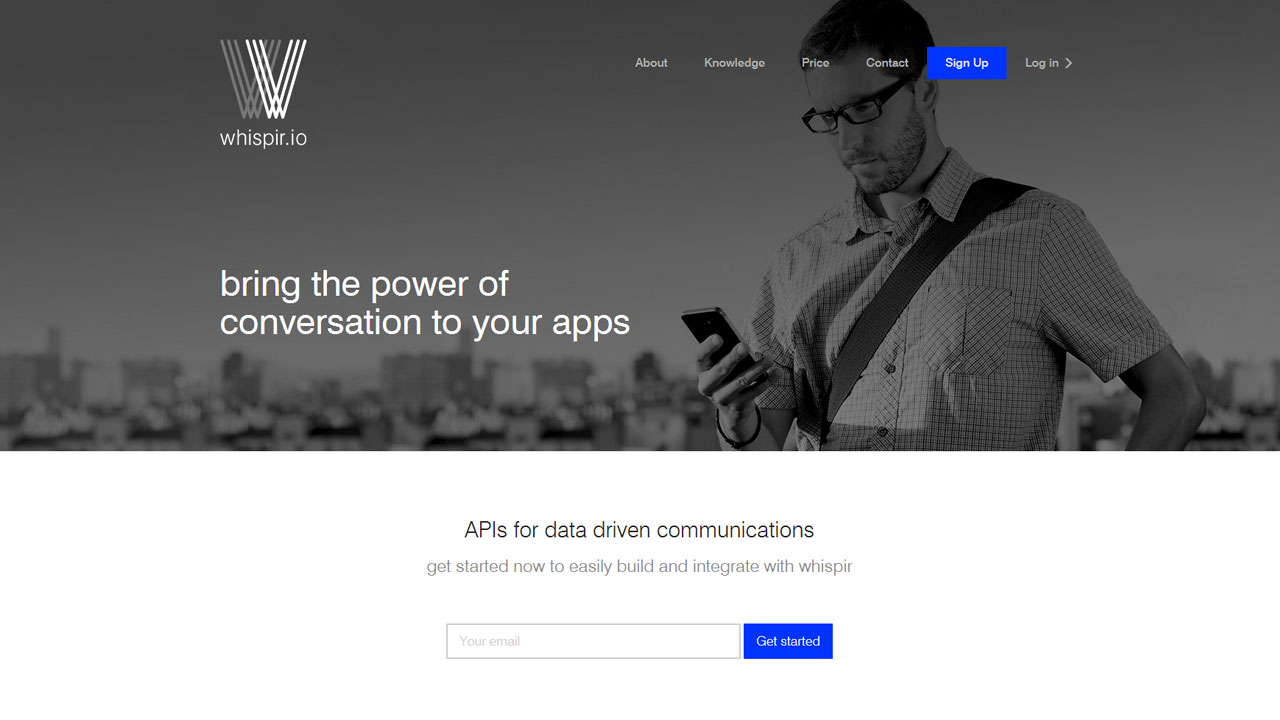 About Knowledge Price Contact Sign Up Log in
whispir.io
bring the power of
conversation to your apps
APIs for data driven communications
get started now to easily build and integrate with whispir
Your email Get started